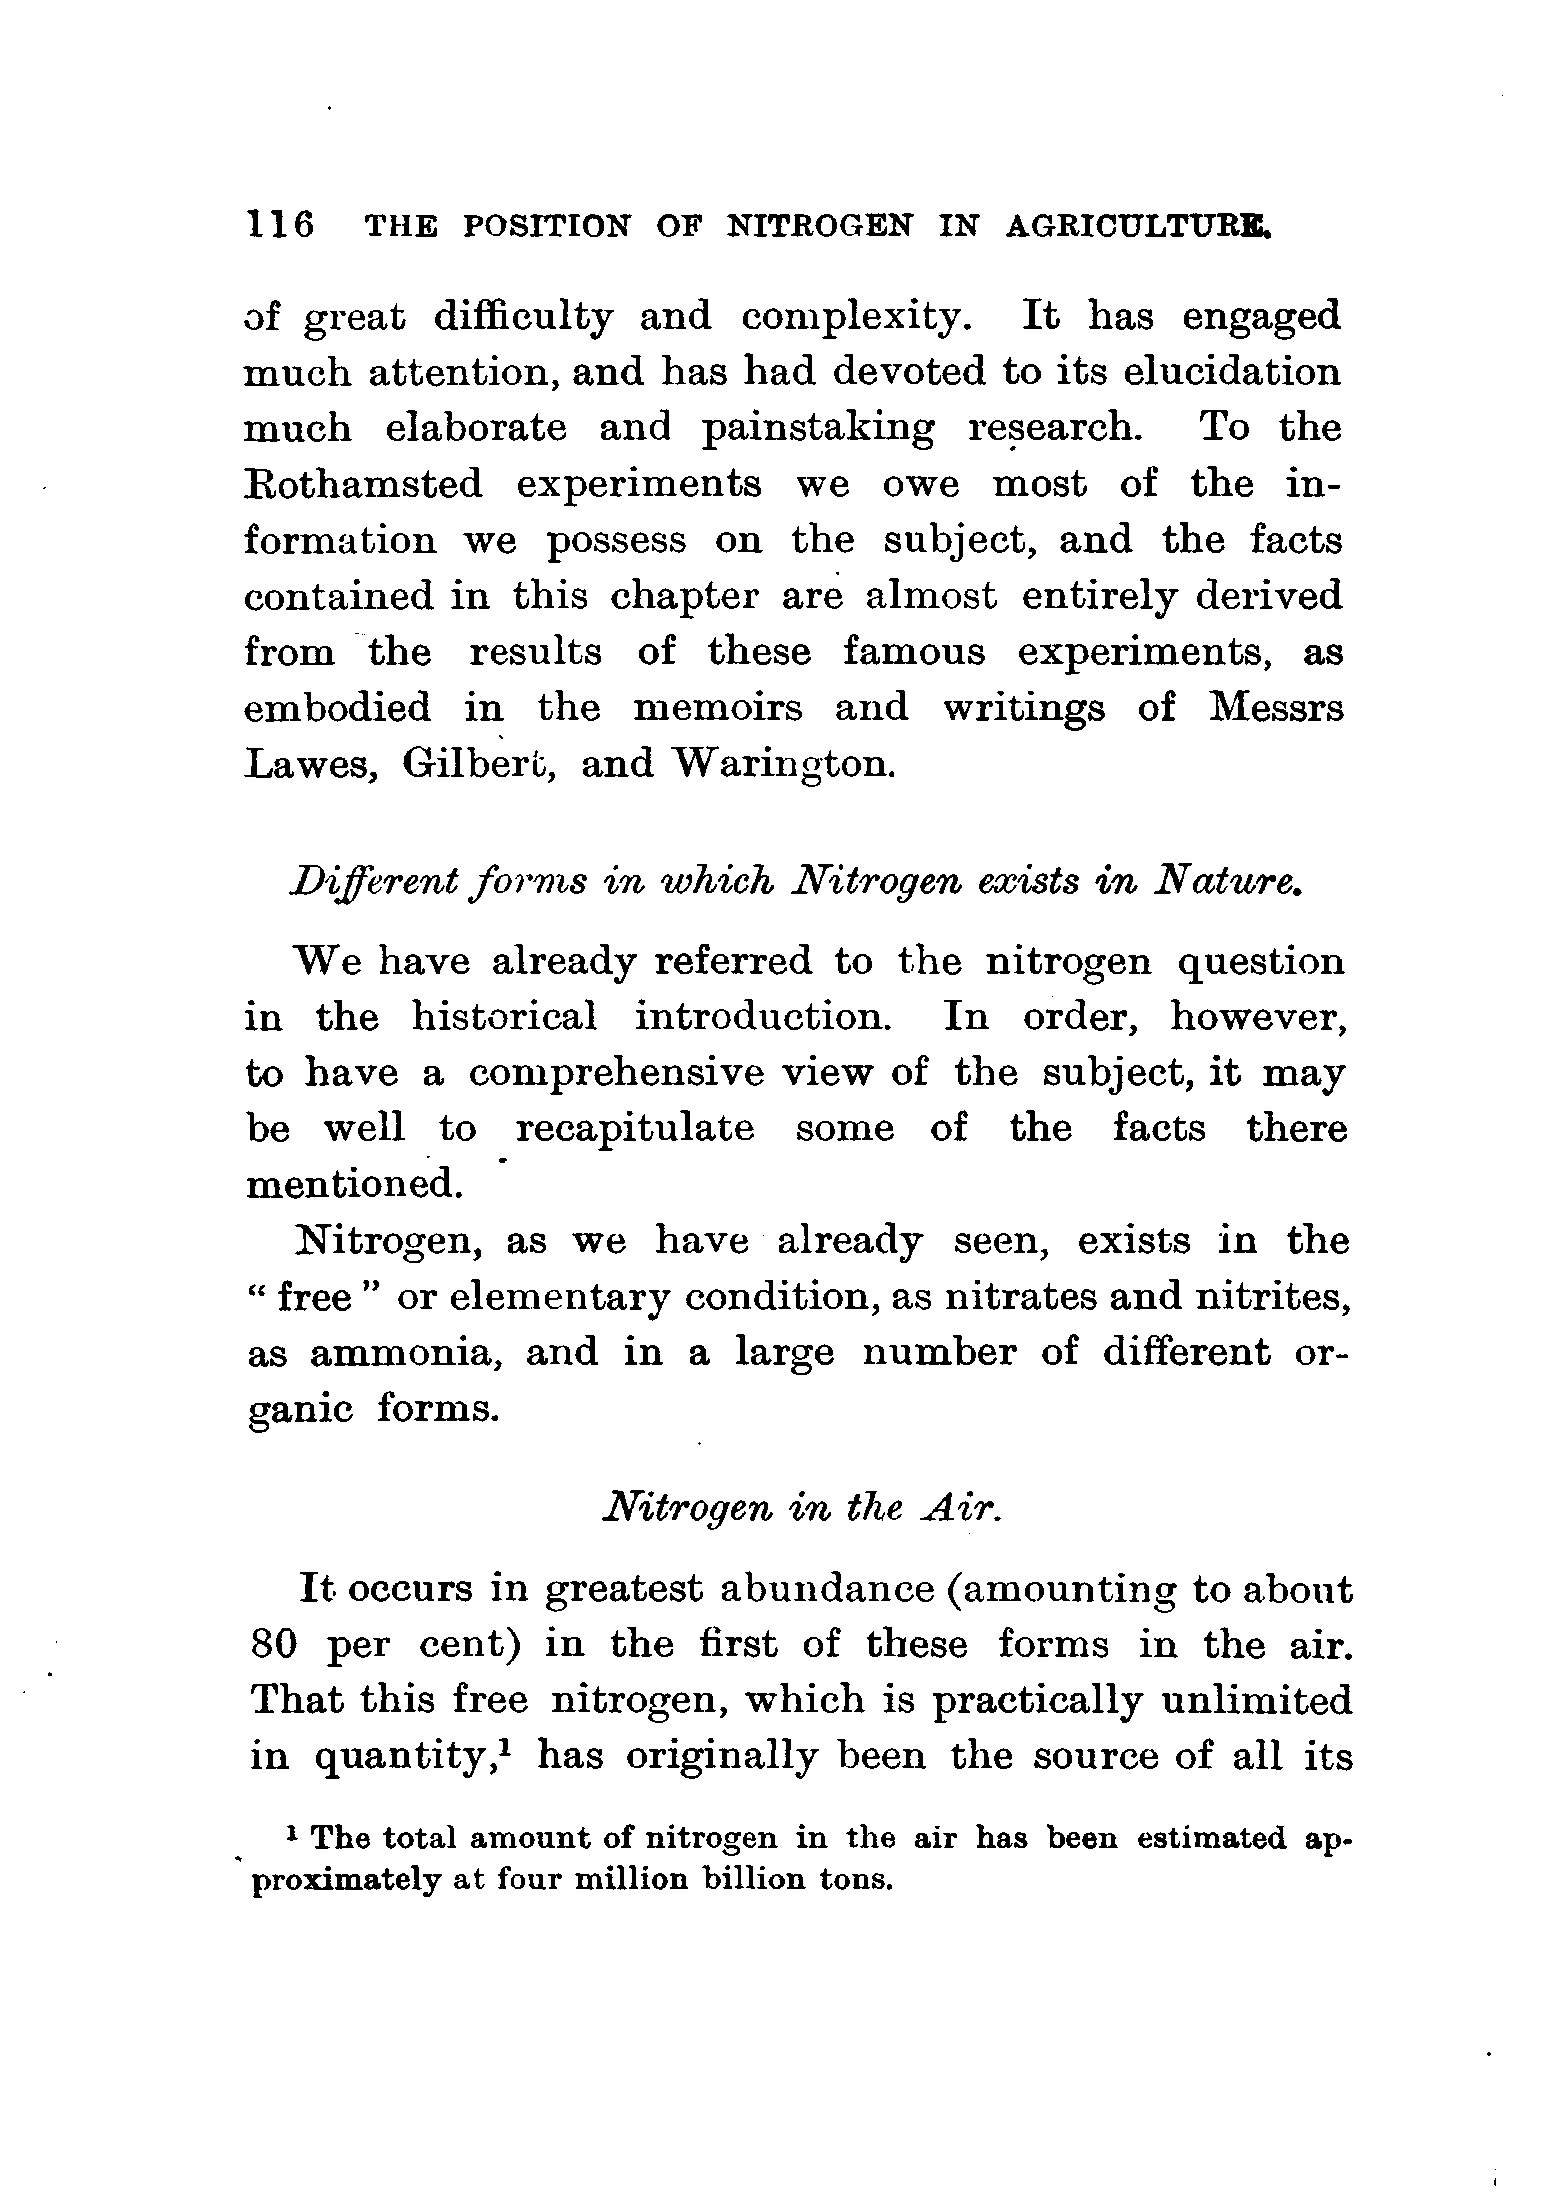 116 THE POSITION OF NITROGEN IN AGRICULTURE.
of great difficulty and complexity. It has engaged
much attention, and has had devoted to its elucidation
much elaborate and painstaking research. To the
Rothamsted experiments we owe most of the in-
formation we possess on the subject, and the facts
contained in this chapter are almost entirely derived
from the results of these famous experiments, as
embodied in the memoirs and writings of Messrs
Lawes, Gilbert, and Warington.
Different forms in which Nitrogen exists in Nature.
We have already referred to the nitrogen question
in the historical introduction. In order, however,
to have a comprehensive view of the subject, it may
be well to recapitulate some of the facts there
mentioned.
Nitrogen, as we have already seen, exists in the
“ free ” or elementary condition, as nitrates and nitrites,
as ammonia, and in a large number of different or-
ganic forms.
Nitrogen in the Air.
It occurs in greatest abundance (amounting to about
80 per cent) in the first of these forms in the air.
That this free nitrogen, which is practically unlimited
in quantity,¹ has originally been the source of all its
¹ The total amount of nitrogen in the air has been estimated ap-
proximately at four million billion tons.